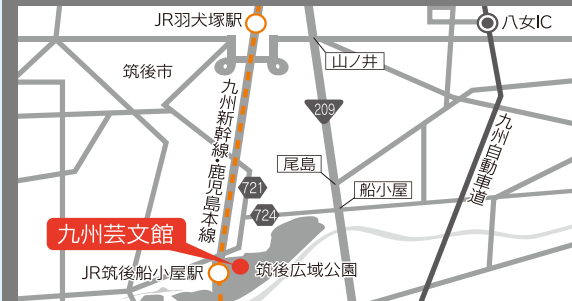 JR羽犬塚駅
八女IC
山ノ井
筑後市
209
九州新幹線・鹿児島本線
九州自動車道
尾島
721
船小屋
724
九州芸文館
JR筑後船小屋駅
筑後広域公園